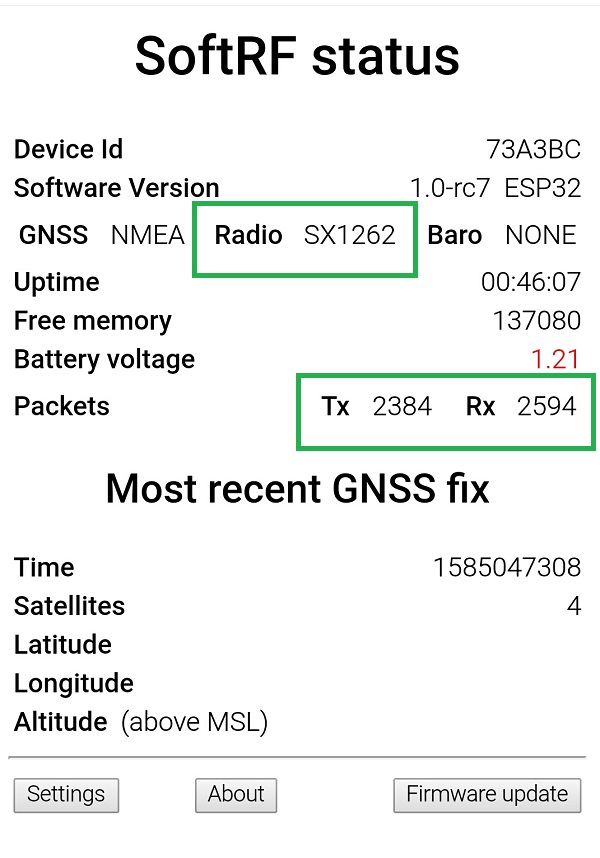 SoftRF status
Device Id 73A3BC
Software Version 1.0-rc7 ESP32
GNSS NMEA Radio SX1262 Baro NONE
Uptime 00:46:07
Free memory 137080
Battery voltage 1.21
Packets Tx 2384 Rx 2594
Most recent GNSS fix
Time 1585047308
Satellites 4
Latitude
Longitude
Altitude (above MSL)
Settings About Firmware update